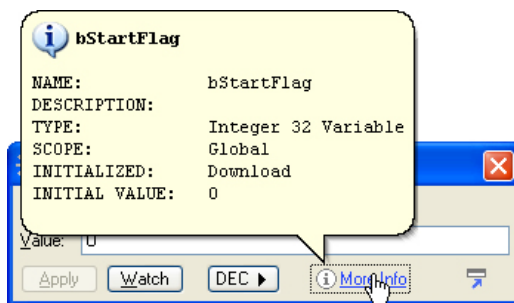 bStartFlag
NAME: bStartFlag
DESCRIPTION:
TYPE: Integer 32 Variable
SCOPE: Global
INITIALIZED: Download
INITIAL VALUE: 0
Value: 0
Apply Watch DEC More Info